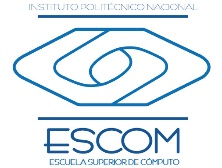 INSTITUTO POLITÉCNICO NACIONAL
ESCOM
ESCUELA SUPERIOR DE CÓMPUTO